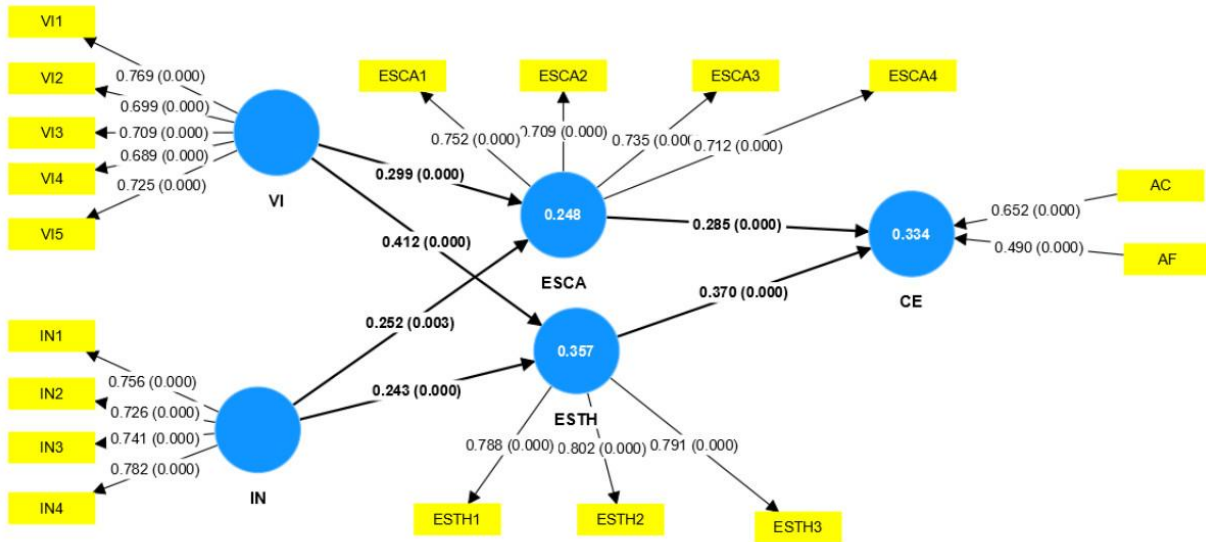 VI1
VI2
VI3
VI4
VI5
0.769 (0.000)
0.699 (0.000)
0.709 (0.000)
0.689 (0.000)
0.725 (0.000)
VI
ESCA1
ESCA2
ESCA3
ESCA4
0.752 (0.000)
0.709 (0.000)
0.735 (0.00
0.712 (0.000)
0.299 (0.000)
0.412 (0.000)
0.252 (0.003)
0.243 (0.000)
0.248
ESCA
0.285 (0.000)
0.370 (0.000)
0.334
CE
AC
AF
0.652 (0.000)
0.490 (0.000)
IN1
IN2
IN3
IN4
0.756 (0.000)
0.726 (0.000)
0.741 (0.000)
0.782 (0.000)
IN
0.357
ESTH
0.788 (0.000)
0.802 (0.000)
0.791 (0.000)
ESTH1
ESTH2
ESTH3